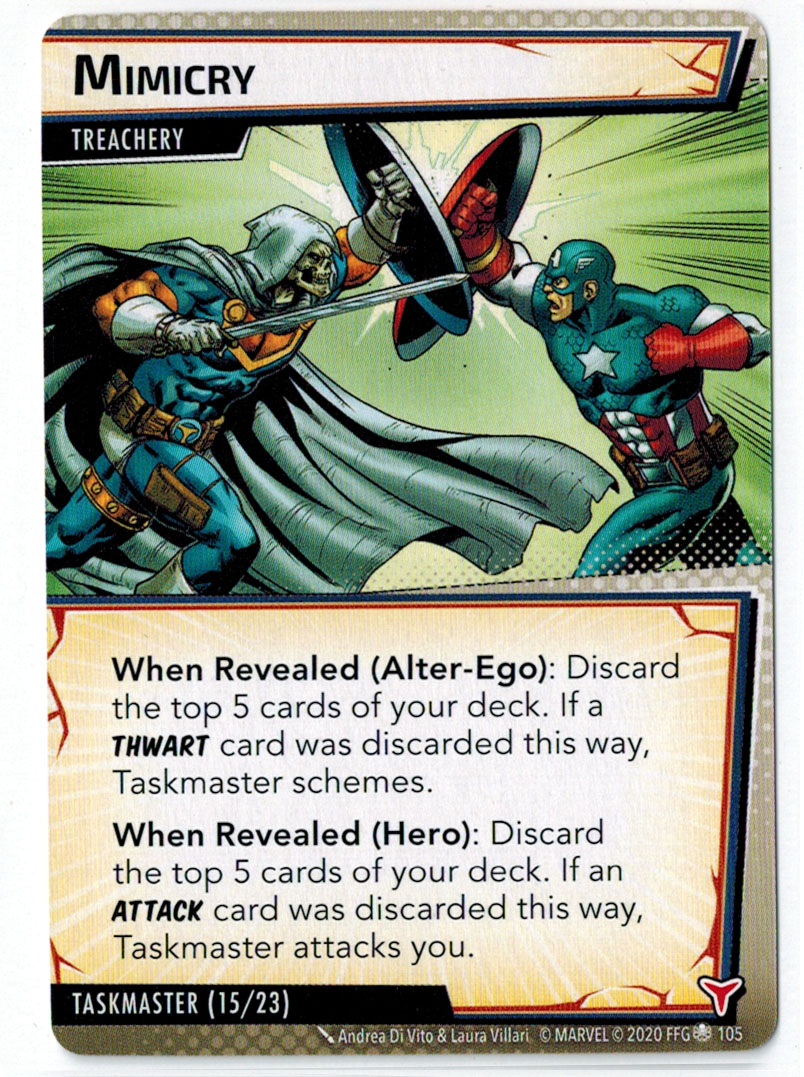 MIMICRY
TREACHERY
When Revealed (Alter-Ego): Discard
the top 5 cards of your deck. If a
THWART card was discarded this way,
Taskmaster schemes.
When Revealed (Hero): Discard
the top 5 cards of your deck. If an
ATTACK card was discarded this way,
Taskmaster attacks you.
TASKMASTER (15/23)
Andrea Di Vito & Laura Villari © MARVEL © 2020 FFG 105